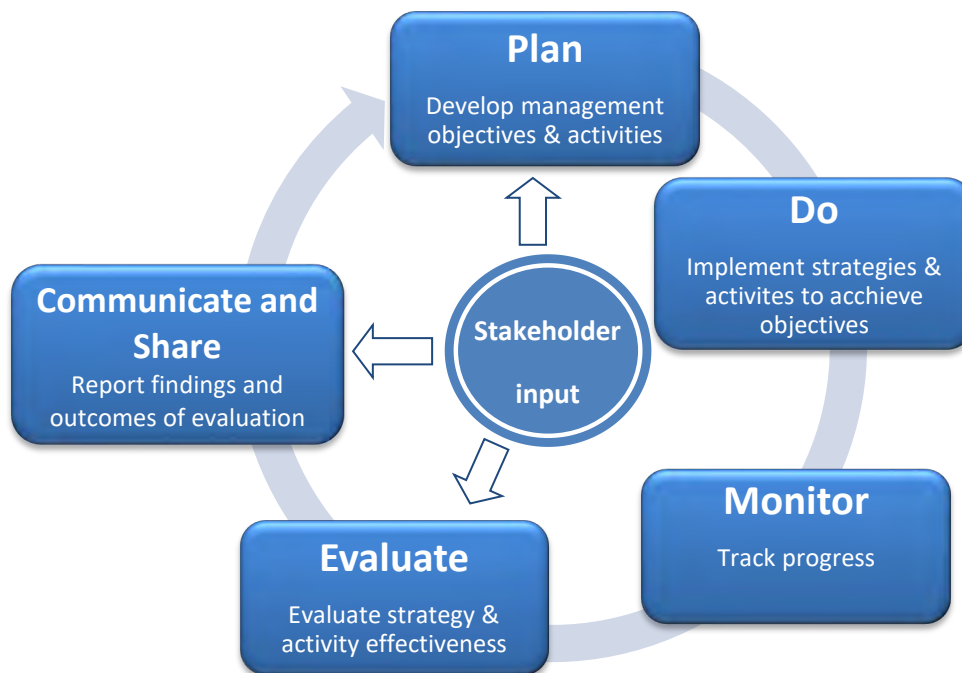 Plan
Develop management
objectives & activities
Do
Implement strategies &
activites to acchieve
objectives
Monitor
Track progress
Evaluate
Evaluate strategy &
activity effectiveness
Communicate and
Share
Report findings and
outcomes of evaluation
Stakeholder
input